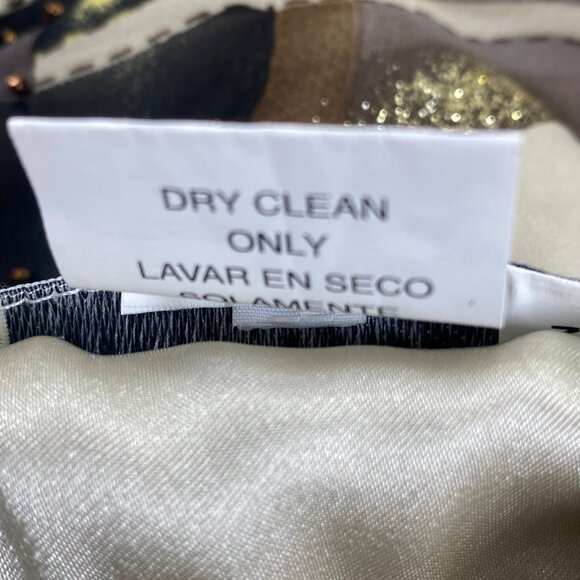 DRY CLEAN
ONLY
LAVAR EN SECO
SOLAMENTE